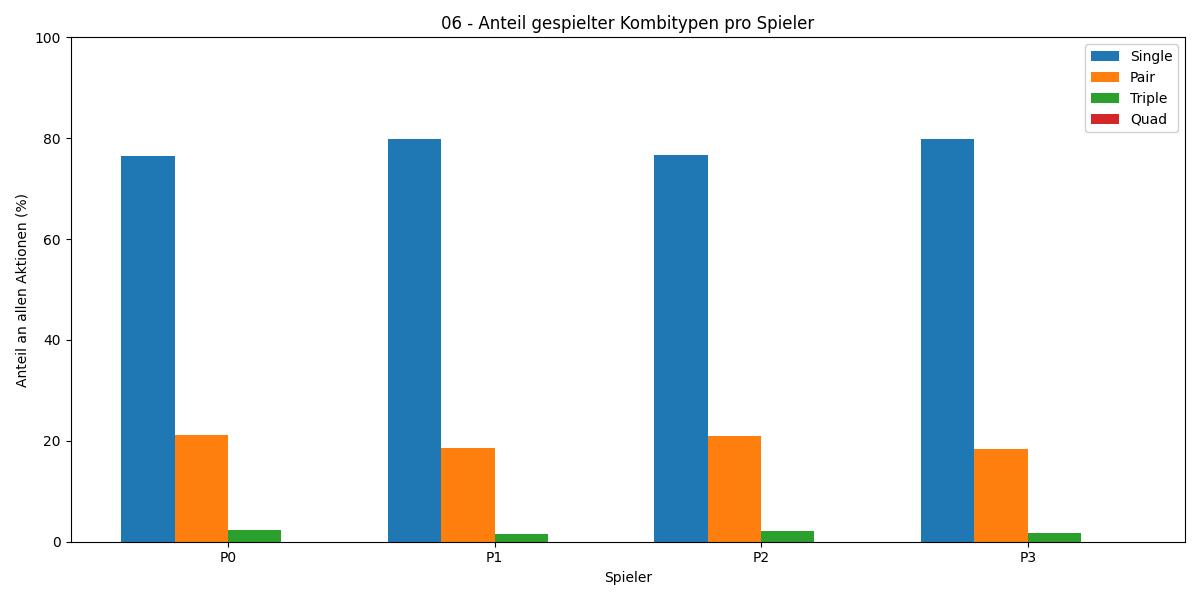 06 - Anteil gespielter Kombitypen pro Spieler
Anteil an allen Aktionen (%)
100
80
60
40
20
0
Single
Pair
Triple
Quad
P0
P1
P2
P3
Spieler